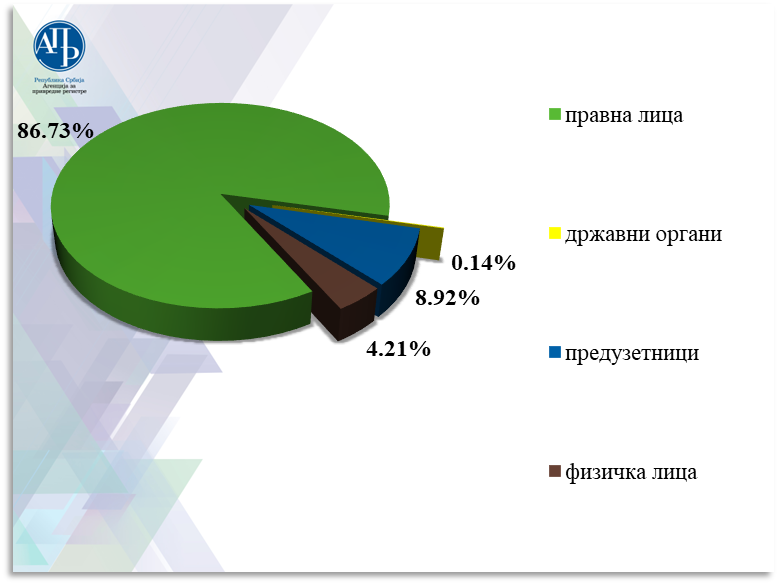 АПР
Република Србија
Агенција за
привредне регистре
86.73%
0.14%
8.92%
4.21%
правна лица
државни органи
предузетници
физичка лица